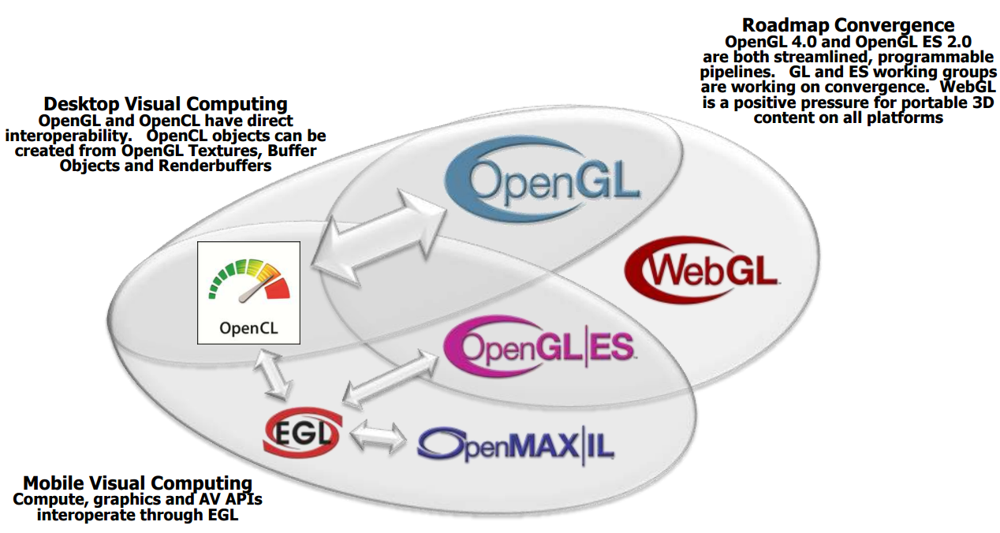 Roadmap Convergence
OpenGL 4.0 and OpenGL ES 2.0
are both streamlined, programmable
pipelines.   GL and ES working groups
are working on convergence.  WebGL
is a positive pressure for portable 3D
content on all platforms
Desktop Visual Computing
OpenGL and OpenCL have direct
interoperability.   OpenCL objects can be
created from OpenGL Textures, Buffer
Objects and Renderbuffers
OpenGL
WebGL
OpenCL
OpenGL|ES
EGL
OpenMAX|IL
Mobile Visual Computing
Compute, graphics and AV APIs
interoperate through EGL